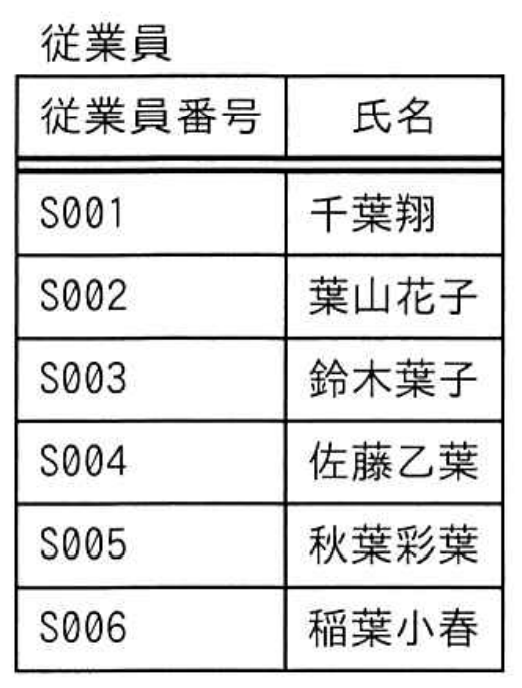 従業員
従業員番号 氏名
S001 千葉翔
S002 葉山花子
S003 鈴木葉子
S004 佐藤乙葉
S005 秋葉彩葉
S006 稲葉小春